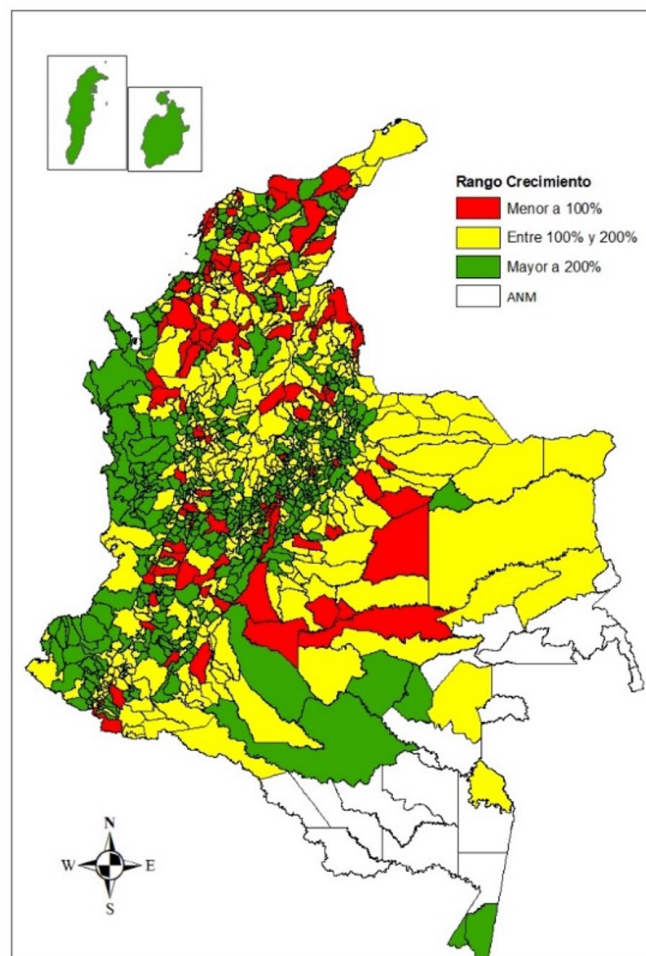 Rango Crecimiento
Menor a 100%
Entre 100% y 200%
Mayor a 200%
ANM
N
W E
S